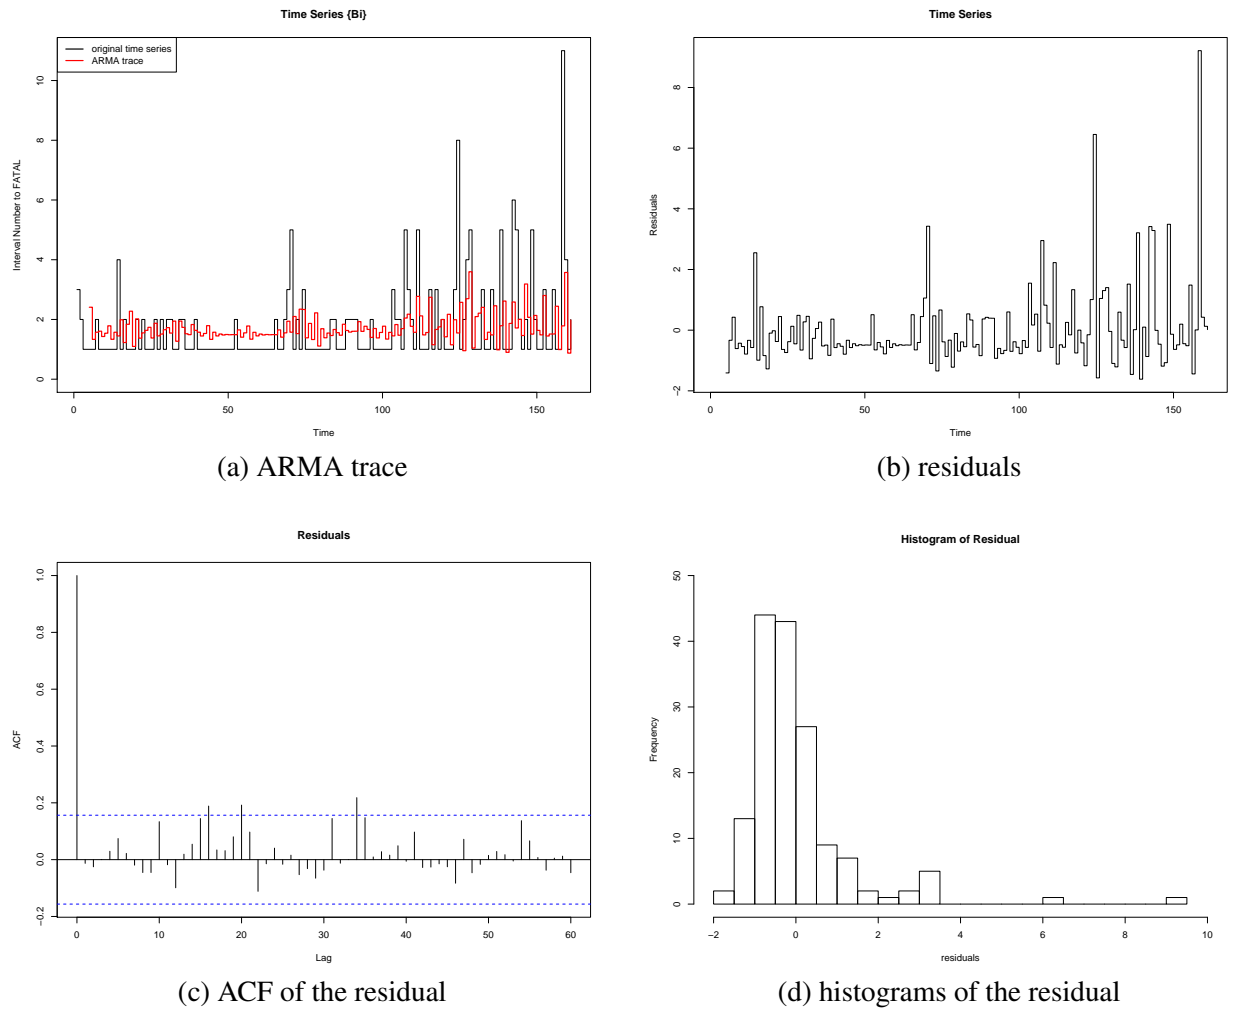 Time Series {Bi}
original time series
ARMA trace
Interval Number to FATAL
0 2 4 6 8 10
0 50 100 150
Time
(a) ARMA trace
Time Series
Residuals
−2 0 2 4 6 8
0 50 100 150
Time
(b) residuals
Residuals
ACF
−0.2 0.0 0.2 0.4 0.6 0.8 1.0
0 10 20 30 40 50 60
Lag
(c) ACF of the residual
Histogram of Residual
Frequency
0 10 20 30 40 50
−2 0 2 4 6 8 10
residuals
(d) histograms of the residual